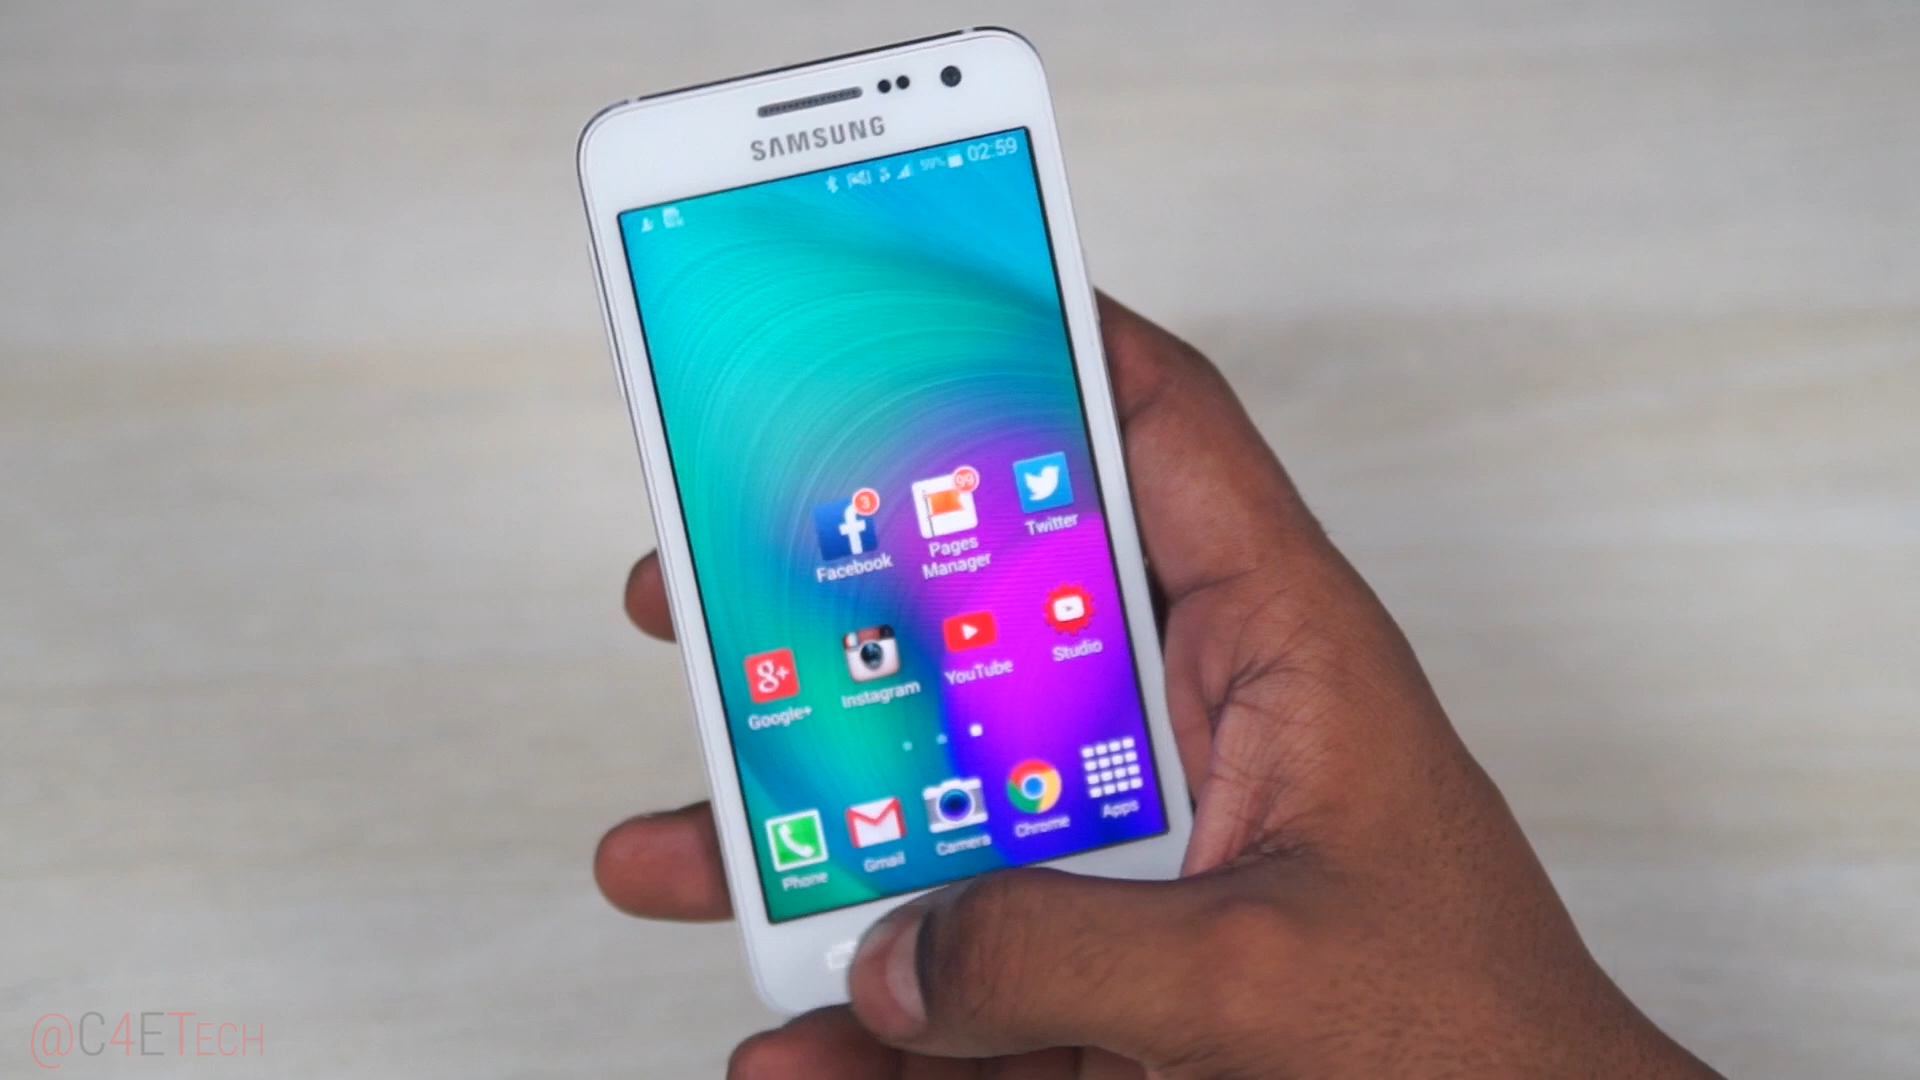 SAMSUNG
59% 02:59
3
99
Facebook
Pages
Manager
Twitter
g+
Google+
Instagram
YouTube
Studio
Phone
Gmail
Camera
Chrome
Apps
@C4ETech